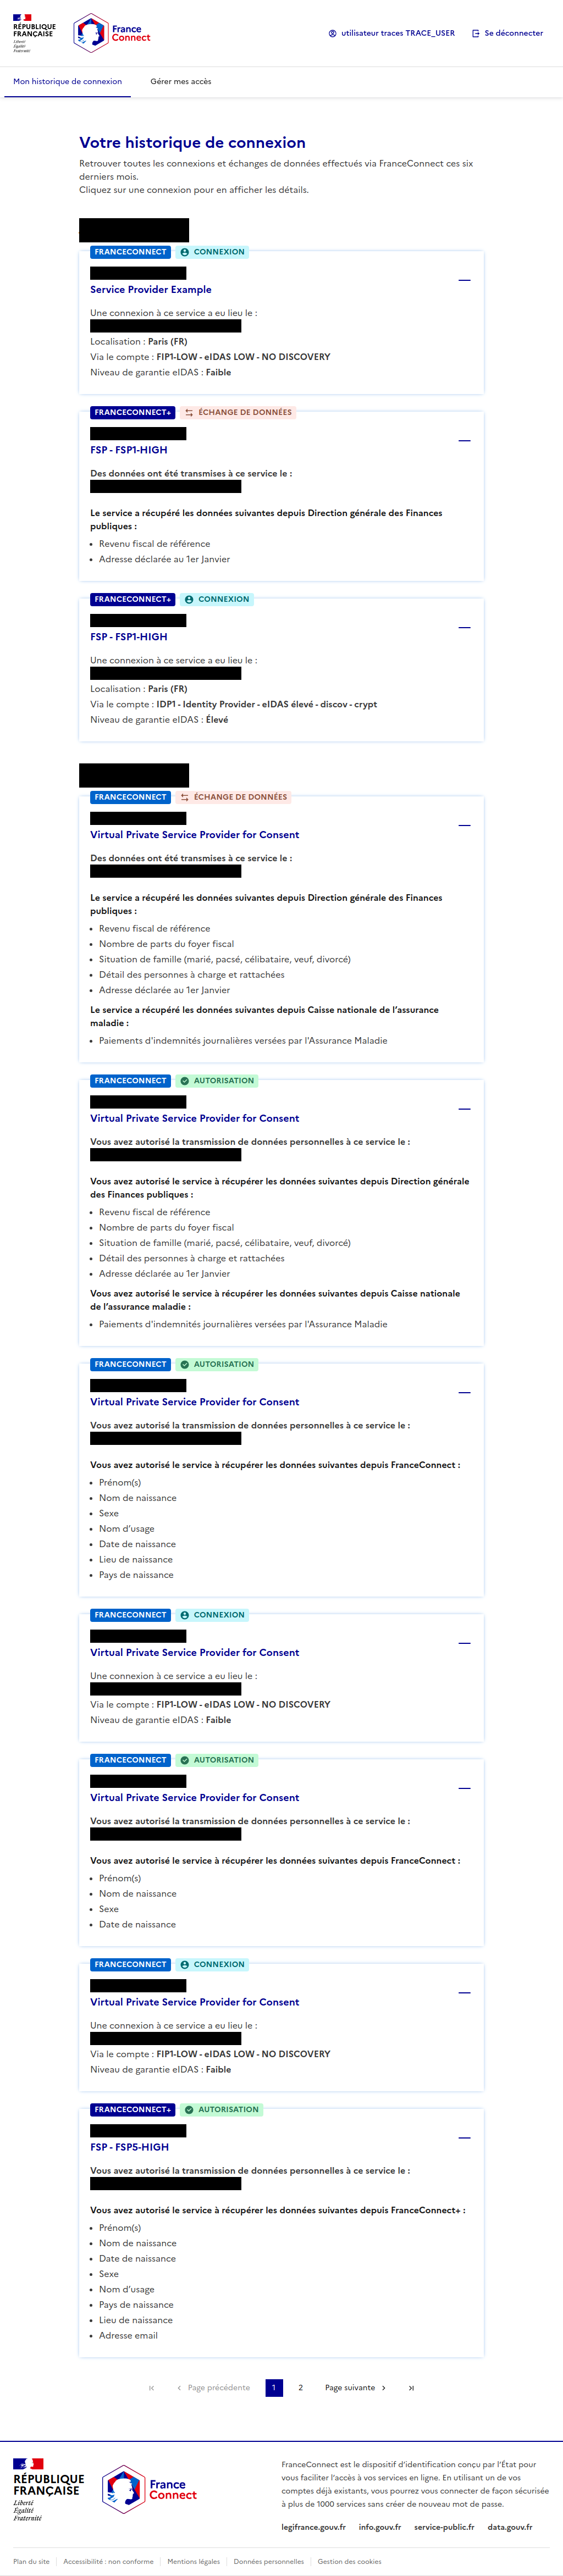 RÉPUBLIQUE
FRANÇAISE
Liberté
Égalité
Fraternité
France
Connect
utilisateur traces TRACE_USER
Se déconnecter
Mon historique de connexion
Gérer mes accès
Votre historique de connexion
Retrouver toutes les connexions et échanges de données effectués via FranceConnect ces six
derniers mois.
Cliquez sur une connexion pour en afficher les détails.
FRANCECONNECT
CONNEXION
Service Provider Example
Une connexion à ce service a eu lieu le :
Localisation : Paris (FR)
Via le compte : FIP1-LOW - eIDAS LOW - NO DISCOVERY
Niveau de garantie eIDAS : Faible
FRANCECONNECT+
ÉCHANGE DE DONNÉES
FSP - FSP1-HIGH
Des données ont été transmises à ce service le :
Le service a récupéré les données suivantes depuis Direction générale des Finances
publiques :
Revenu fiscal de référence
Adresse déclarée au 1er Janvier
FRANCECONNECT+
CONNEXION
FSP - FSP1-HIGH
Une connexion à ce service a eu lieu le :
Localisation : Paris (FR)
Via le compte : IDP1 - Identity Provider - eIDAS élevé - discov - crypt
Niveau de garantie eIDAS : Élevé
FRANCECONNECT
ÉCHANGE DE DONNÉES
Virtual Private Service Provider for Consent
Des données ont été transmises à ce service le :
Le service a récupéré les données suivantes depuis Direction générale des Finances
publiques :
Revenu fiscal de référence
Nombre de parts du foyer fiscal
Situation de famille (marié, pacsé, célibataire, veuf, divorcé)
Détail des personnes à charge et rattachées
Adresse déclarée au 1er Janvier
Le service a récupéré les données suivantes depuis Caisse nationale de l'assurance
maladie :
Paiements d'indemnités journalières versées par l'Assurance Maladie
FRANCECONNECT
AUTORISATION
Virtual Private Service Provider for Consent
Vous avez autorisé la transmission de données personnelles à ce service le :
Vous avez autorisé le service à récupérer les données suivantes depuis Direction générale
des Finances publiques :
Revenu fiscal de référence
Nombre de parts du foyer fiscal
Situation de famille (marié, pacsé, célibataire, veuf, divorcé)
Détail des personnes à charge et rattachées
Adresse déclarée au 1er Janvier
Vous avez autorisé le service à récupérer les données suivantes depuis Caisse nationale
de l'assurance maladie :
Paiements d'indemnités journalières versées par l'Assurance Maladie
FRANCECONNECT
AUTORISATION
Virtual Private Service Provider for Consent
Vous avez autorisé la transmission de données personnelles à ce service le :
Vous avez autorisé le service à récupérer les données suivantes depuis FranceConnect :
Prénom(s)
Nom de naissance
Sexe
Nom d'usage
Date de naissance
Lieu de naissance
Pays de naissance
FRANCECONNECT
CONNEXION
Virtual Private Service Provider for Consent
Une connexion à ce service a eu lieu le :
Via le compte : FIP1-LOW - eIDAS LOW - NO DISCOVERY
Niveau de garantie eIDAS : Faible
FRANCECONNECT
AUTORISATION
Virtual Private Service Provider for Consent
Vous avez autorisé la transmission de données personnelles à ce service le :
Vous avez autorisé le service à récupérer les données suivantes depuis FranceConnect :
Prénom(s)
Nom de naissance
Sexe
Date de naissance
FRANCECONNECT
CONNEXION
Virtual Private Service Provider for Consent
Une connexion à ce service a eu lieu le :
Via le compte : FIP1-LOW - eIDAS LOW - NO DISCOVERY
Niveau de garantie eIDAS : Faible
FRANCECONNECT+
AUTORISATION
FSP - FSP5-HIGH
Vous avez autorisé la transmission de données personnelles à ce service le :
Vous avez autorisé le service à récupérer les données suivantes depuis FranceConnect+ :
Prénom(s)
Nom de naissance
Date de naissance
Sexe
Nom d'usage
Pays de naissance
Lieu de naissance
Adresse email
Page précédente
1
2
Page suivante
RÉPUBLIQUE
FRANÇAISE
Liberté
Égalité
Fraternité
France
Connect
FranceConnect est le dispositif d'identification conçu par l'État pour
vous faciliter l'accès à vos services en ligne. En utilisant un de vos
comptes déjà existants, vous pourrez vous connecter de façon sécurisée
à plus de 1000 services sans créer de nouveau mot de passe.
legifrance.gouv.fr
info.gouv.fr
service-public.fr
data.gouv.fr
Plan du site
Accessibilité : non conforme
Mentions légales
Données personnelles
Gestion des cookies